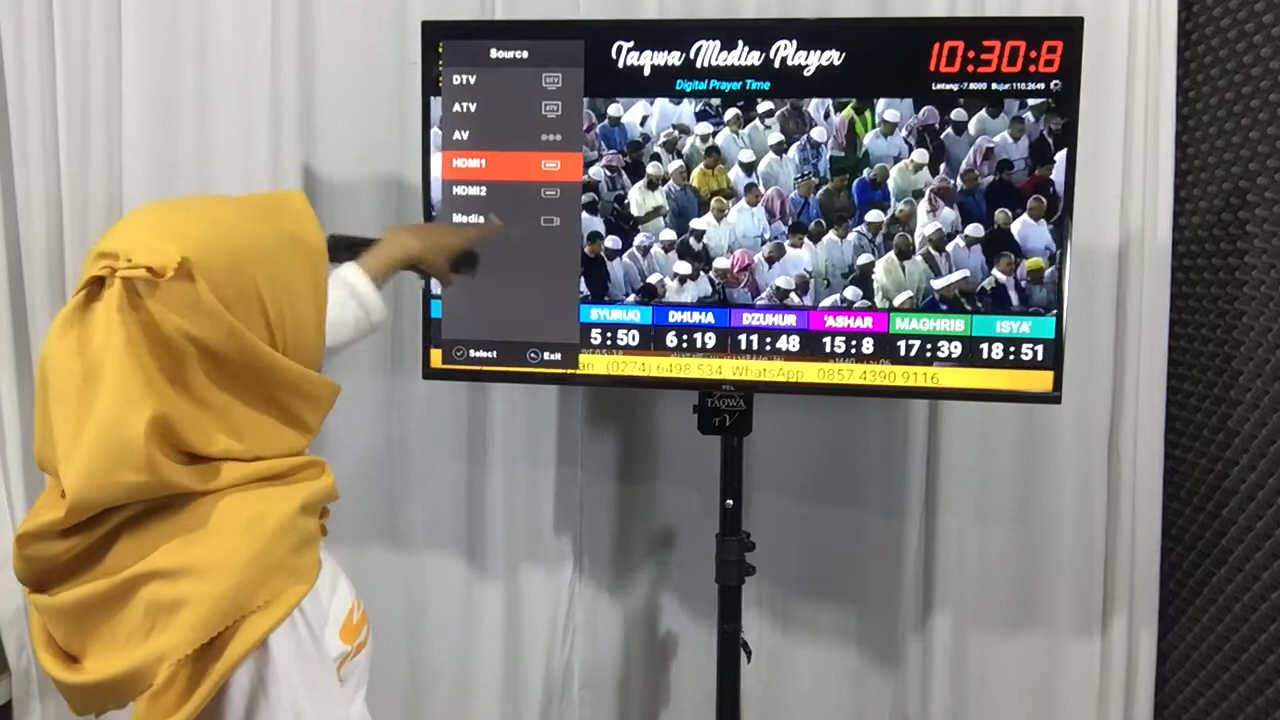 Source
DTV
ATV
AV
HDMI1
HDMI2
Media
Select
Exit
Taqwa Media Player
Digital Prayer Time
10:30:8
Lintang:-7.8000 Bujur:110.2649
SYURUQ DHUHA DZUHUR 'ASHAR MAGHRIB ISYA'
5:50 6:19 11:48 15:8 17:39 18:51
(0274) 6498 534, WhatsApp 0857 4390 9116
TCL
TAQWA
TV